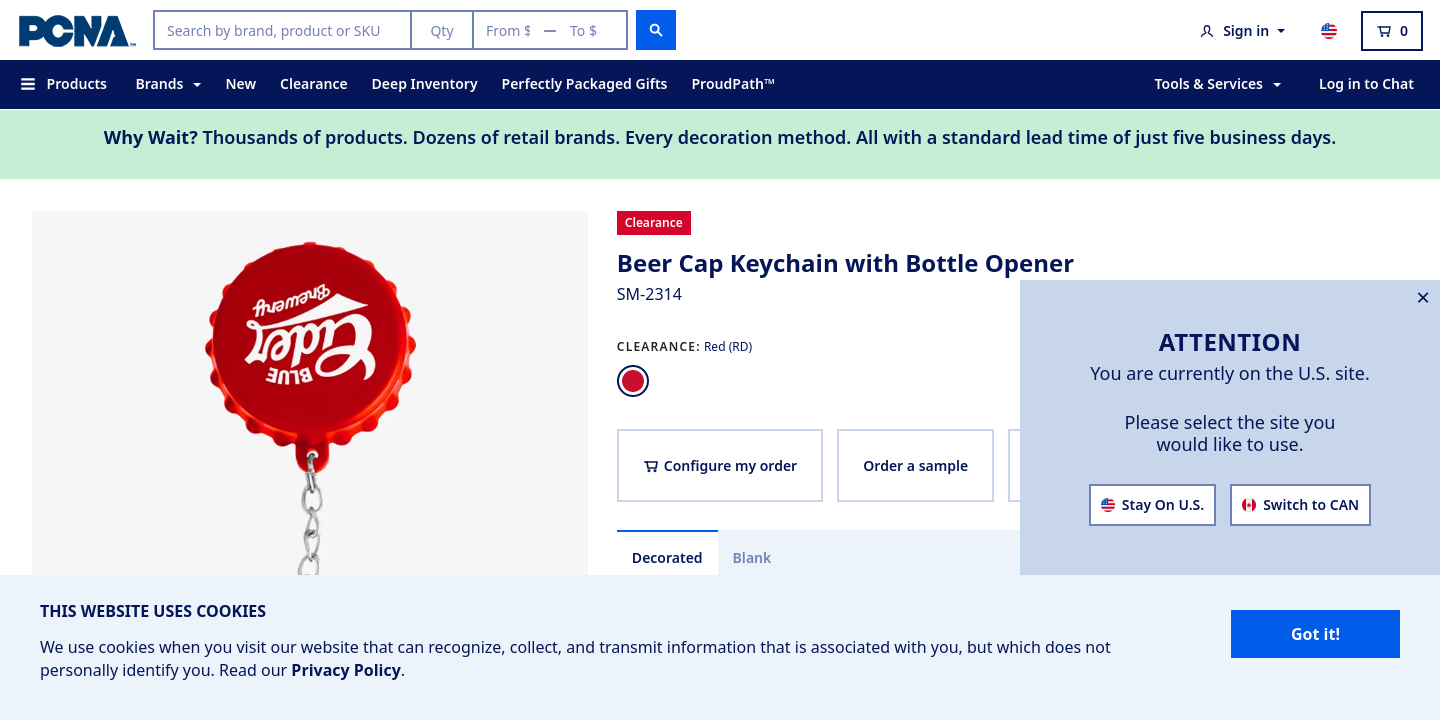 PCNA™
Search by brand, product or SKU
Qty
From $ — To $
Sign in
0
Products
Brands
New
Clearance
Deep Inventory
Perfectly Packaged Gifts
ProudPath™
Tools & Services
Log in to Chat
Why Wait? Thousands of products. Dozens of retail brands. Every decoration method. All with a standard lead time of just five business days.
BLUE
Cider
Brewery
Clearance
Beer Cap Keychain with Bottle Opener
SM-2314
CLEARANCE: Red (RD)
Configure my order
Order a sample
Decorated
Blank
ATTENTION
You are currently on the U.S. site.
Please select the site you
would like to use.
Stay On U.S.
Switch to CAN
THIS WEBSITE USES COOKIES
We use cookies when you visit our website that can recognize, collect, and transmit information that is associated with you, but which does not
personally identify you. Read our Privacy Policy.
Got it!